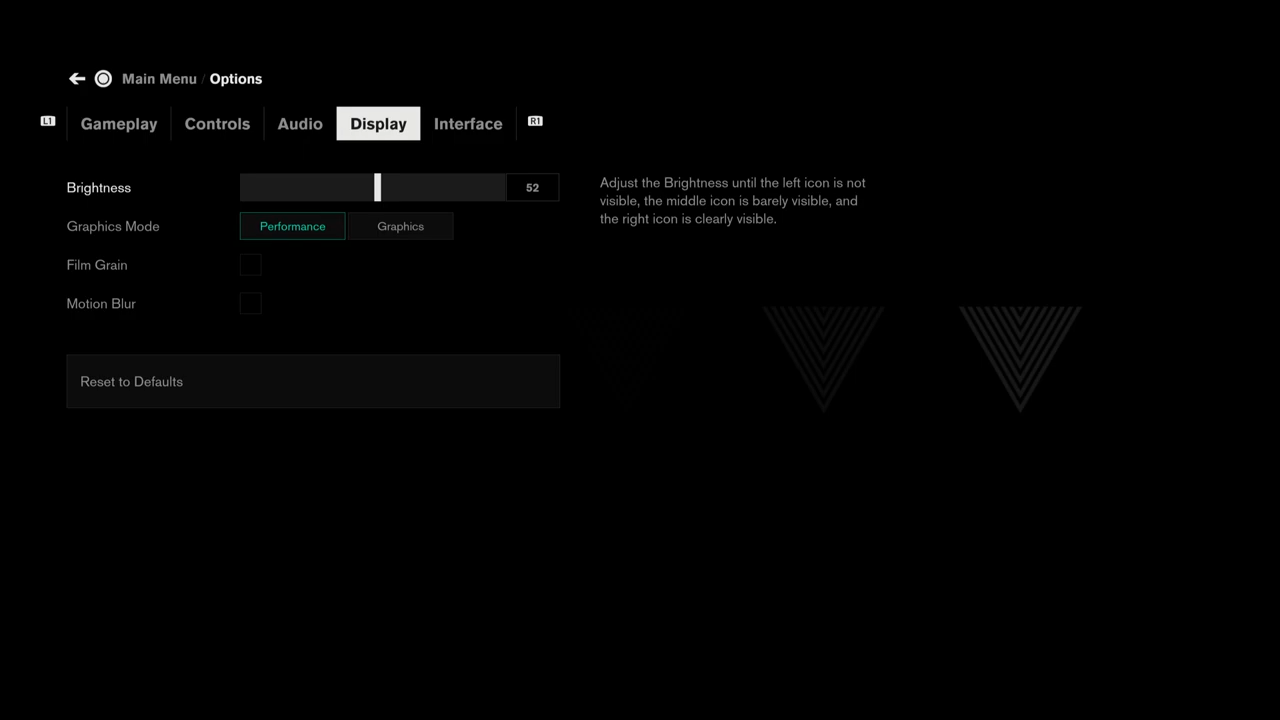 Main Menu / Options
L1 Gameplay Controls Audio Display Interface R1
Brightness 52
Graphics Mode Performance Graphics
Film Grain
Motion Blur
Reset to Defaults
Adjust the Brightness until the left icon is not
visible, the middle icon is barely visible, and
the right icon is clearly visible.